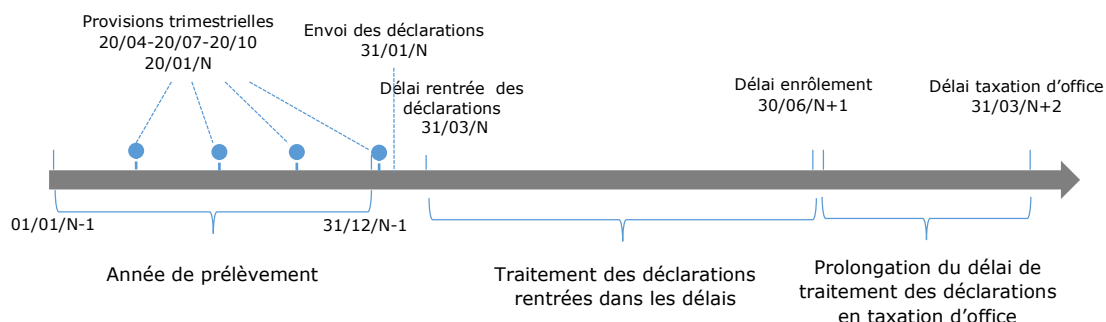 Provisions trimestrielles
20/04-20/07-20/10
20/01/N
Envoi des déclarations
31/01/N
Délai rentrée des
déclarations
31/03/N
Délai enrôlement
30/06/N+1
Délai taxation d’office
31/03/N+2
01/01/N-1
31/12/N-1
Année de prélèvement
Traitement des déclarations
rentrées dans les délais
Prolongation du délai de
traitement des déclarations
en taxation d’office